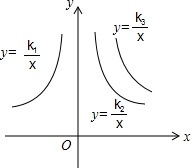 y
y=k₃/x
y=k₁/x
y=k₂/x
O
x